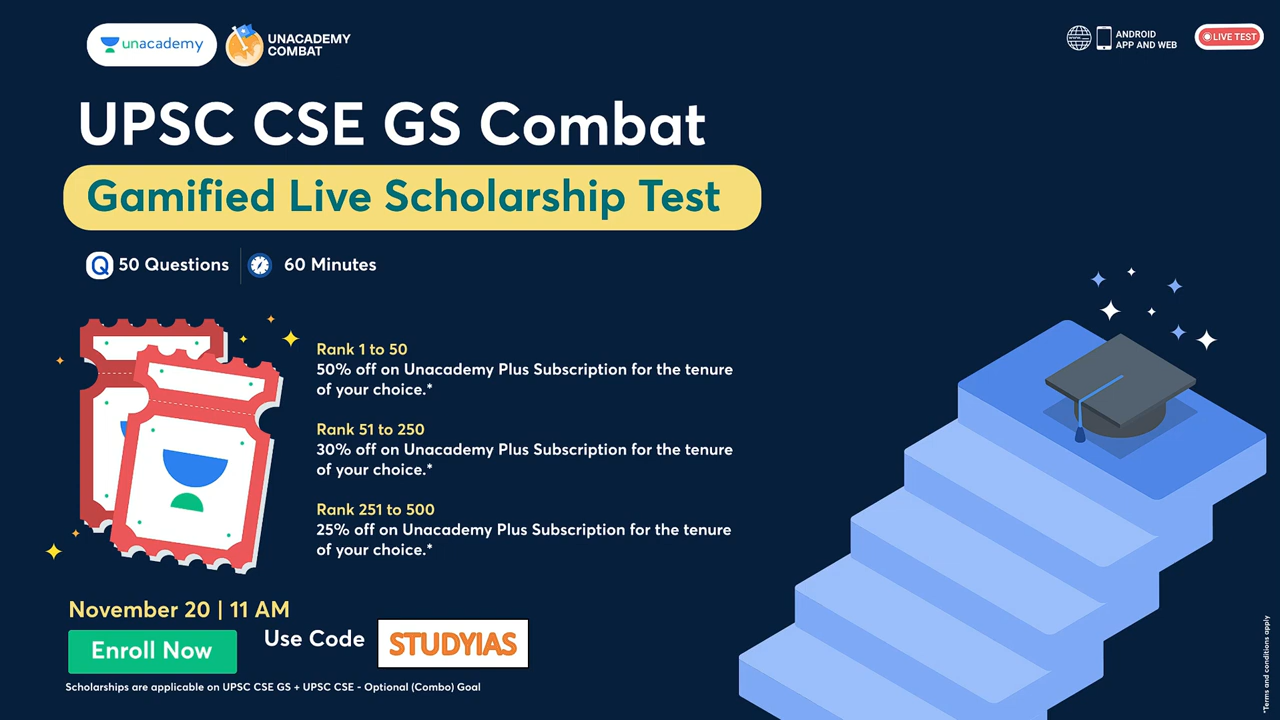 unacademy
UNACADEMY
COMBAT
www
ANDROID
APP AND WEB
LIVE TEST
UPSC CSE GS Combat
Gamified Live Scholarship Test
Q 50 Questions
60 Minutes
Rank 1 to 50
50% off on Unacademy Plus Subscription for the tenure
of your choice.*
Rank 51 to 250
30% off on Unacademy Plus Subscription for the tenure
of your choice.*
Rank 251 to 500
25% off on Unacademy Plus Subscription for the tenure
of your choice.*
November 20 | 11 AM
Enroll Now
Use Code
STUDYIAS
Scholarships are applicable on UPSC CSE GS + UPSC CSE - Optional (Combo) Goal
*Terms and conditions apply